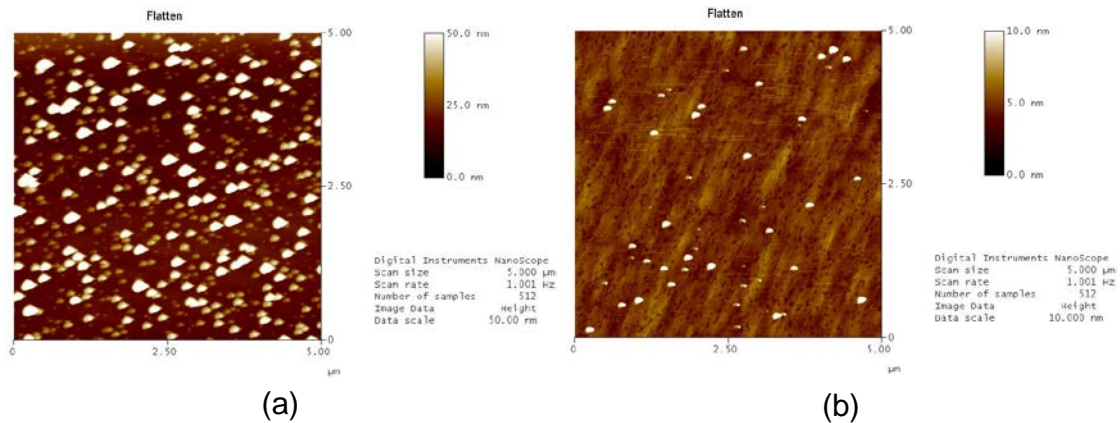 Flatten
50.0 nm
25.0 nm
0.0 nm
5.00
2.50
0
0
2.50
5.00
µm
Digital Instruments NanoScope
Scan size 5.000 µm
Scan rate 1.001 Hz
Number of samples 512
Image Data Height
Data scale 50.00 nm
(a)
Flatten
10.0 nm
5.0 nm
0.0 nm
5.00
2.50
0
0
2.50
5.00
µm
Digital Instruments NanoScope
Scan size 5.000 µm
Scan rate 1.001 Hz
Number of samples 512
Image Data Height
Data scale 10.000 nm
(b)